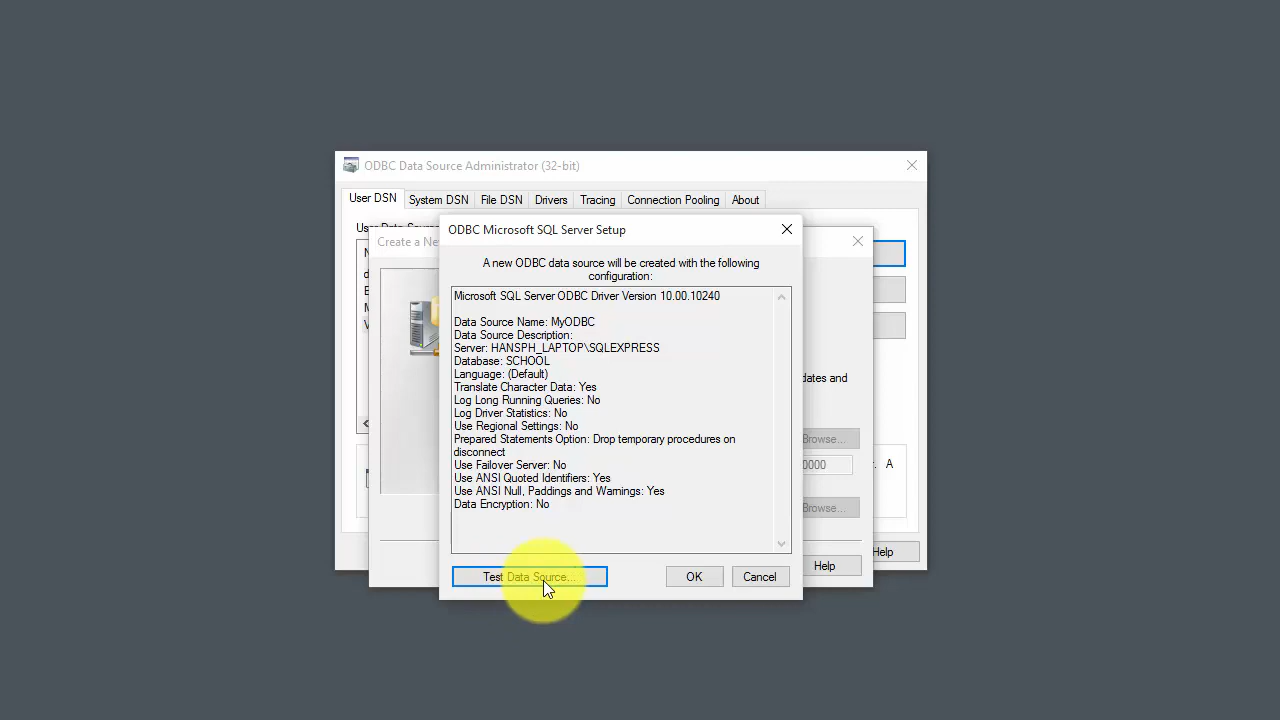 ODBC Data Source Administrator (32-bit)
User DSN System DSN File DSN Drivers Tracing Connection Pooling About
Create a Ne
ODBC Microsoft SQL Server Setup
A new ODBC data source will be created with the following
configuration:
Microsoft SQL Server ODBC Driver Version 10.00.10240
Data Source Name: MyODBC
Data Source Description:
Server: HANSPH_LAPTOP\SQLEXPRESS
Database: SCHOOL
Language: (Default)
Translate Character Data: Yes
Log Long Running Queries: No
Log Driver Statistics: No
Use Regional Settings: No
Prepared Statements Option: Drop temporary procedures on
disconnect
Use Failover Server: No
Use ANSI Quoted Identifiers: Yes
Use ANSI Null, Paddings and Warnings: Yes
Data Encryption: No
Test Data Source...
OK
Cancel
dates and
Browse...
0000
Browse...
Help
. A
Help